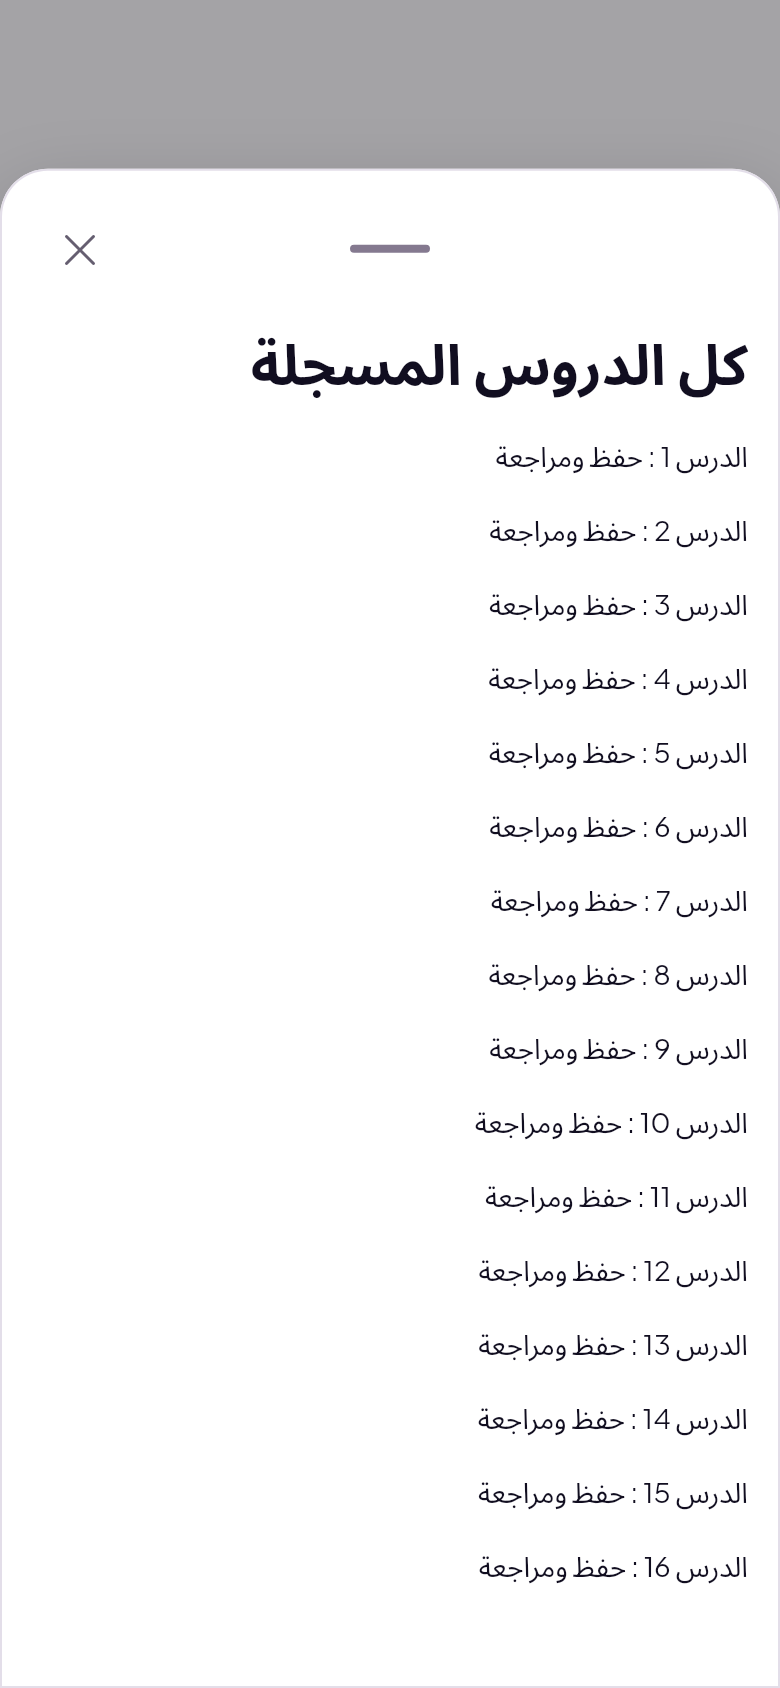 كل الدروس المسجلة
الدرس 1 : حفظ ومراجعة
الدرس 2 : حفظ ومراجعة
الدرس 3 : حفظ ومراجعة
الدرس 4 : حفظ ومراجعة
الدرس 5 : حفظ ومراجعة
الدرس 6 : حفظ ومراجعة
الدرس 7 : حفظ ومراجعة
الدرس 8 : حفظ ومراجعة
الدرس 9 : حفظ ومراجعة
الدرس 10 : حفظ ومراجعة
الدرس 11 : حفظ ومراجعة
الدرس 12 : حفظ ومراجعة
الدرس 13 : حفظ ومراجعة
الدرس 14 : حفظ ومراجعة
الدرس 15 : حفظ ومراجعة
الدرس 16 : حفظ ومراجعة